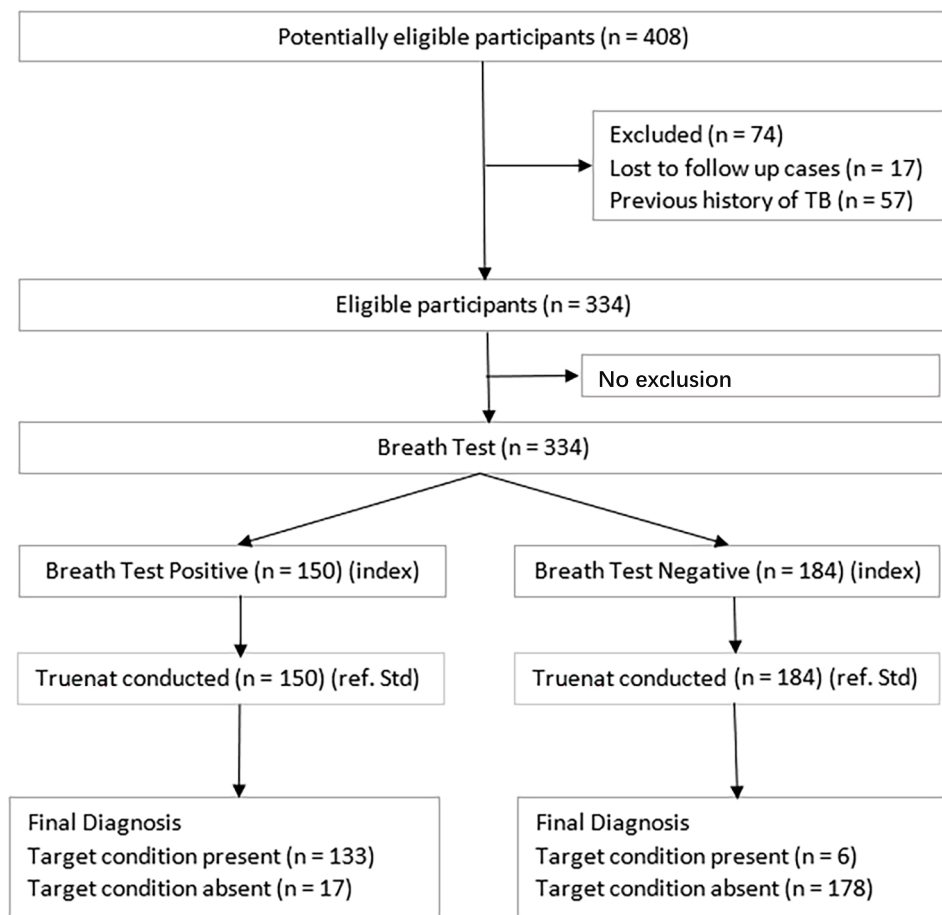 Potentially eligible participants (n = 408)
Excluded (n = 74)
Lost to follow up cases (n = 17)
Previous history of TB (n = 57)
Eligible participants (n = 334)
No exclusion
Breath Test (n = 334)
Breath Test Positive (n = 150) (index)
Breath Test Negative (n = 184) (index)
Truenat conducted (n = 150) (ref. Std)
Truenat conducted (n = 184) (ref. Std)
Final Diagnosis
Target condition present (n = 133)
Target condition absent (n = 17)
Final Diagnosis
Target condition present (n = 6)
Target condition absent (n = 178)